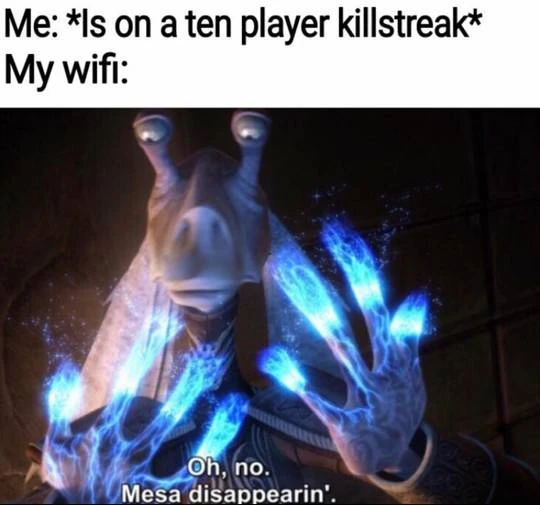 Me: *Is on a ten player killstreak*
My wifi:
Oh, no.
Mesa disappearin'.